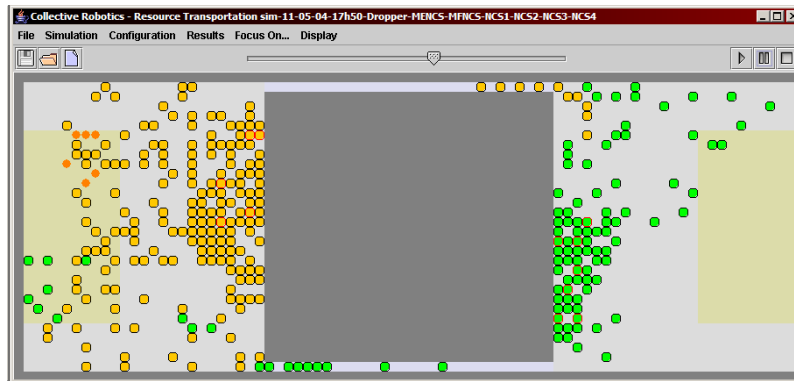 Collective Robotics - Resource Transportation sim-11-05-04-17h50-Dropper-MENCS-MFNCS-NCS1-NCS2-NCS3-NCS4
File Simulation Configuration Results Focus On... Display